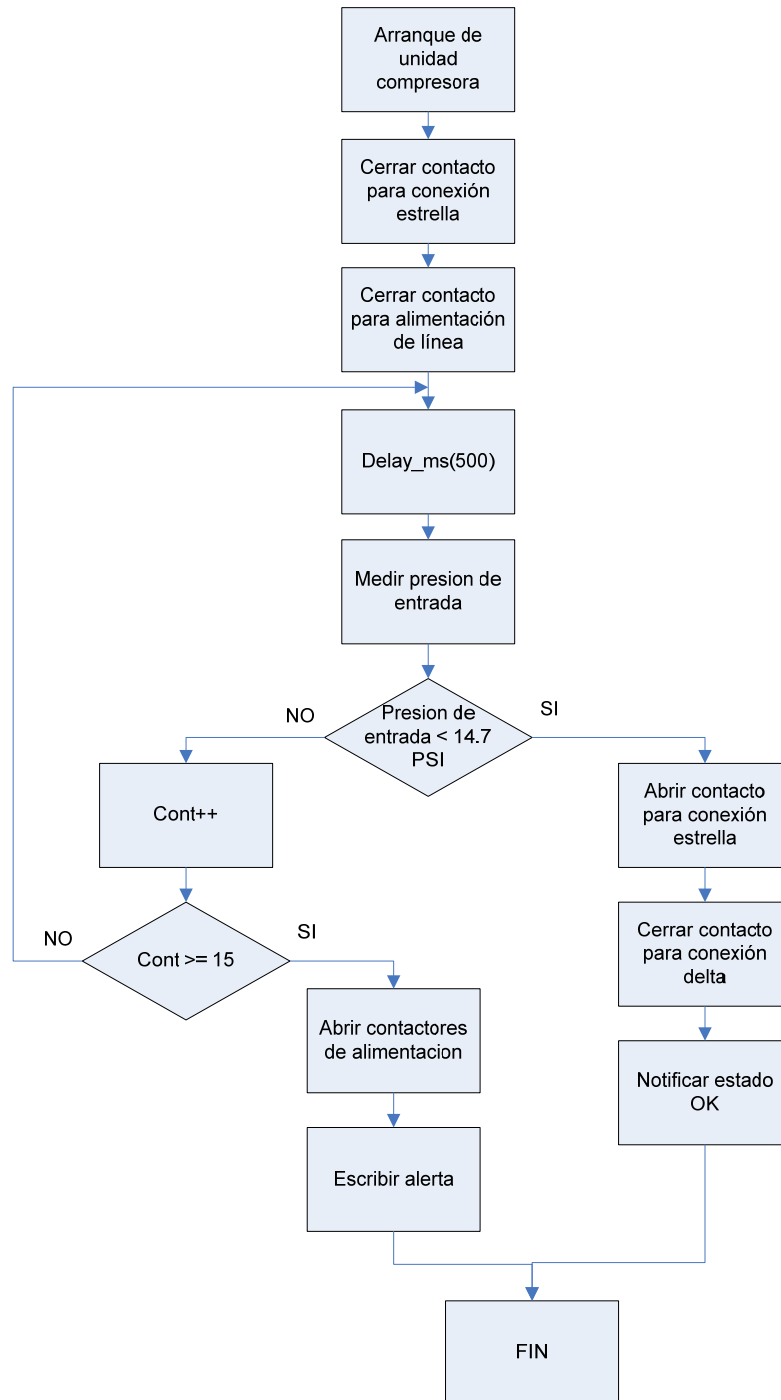 Arranque de
unidad
compresora
Cerrar contacto
para conexión
estrella
Cerrar contacto
para alimentación
de línea
Delay_ms(500)
Medir presion de
entrada
Presion de
entrada < 14.7
PSI
NO
SI
Cont++
Abrir contacto
para conexión
estrella
Cont >= 15
NO
SI
Cerrar contacto
para conexión
delta
Abrir contactores
de alimentacion
Notificar estado
OK
Escribir alerta
FIN